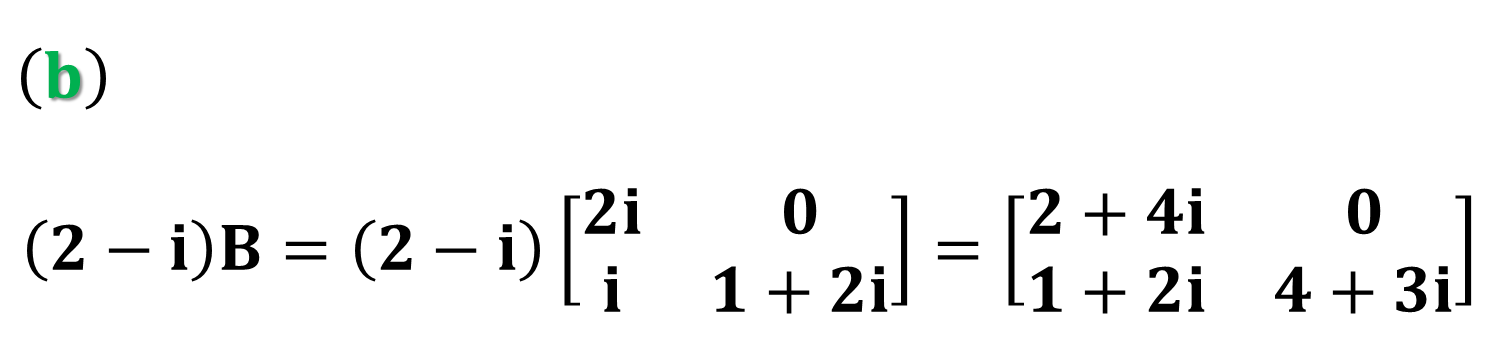 (b)
(2 − i)B = (2 − i) [2i 0; i 1 + 2i] = [2 + 4i 0; 1 + 2i 4 + 3i]